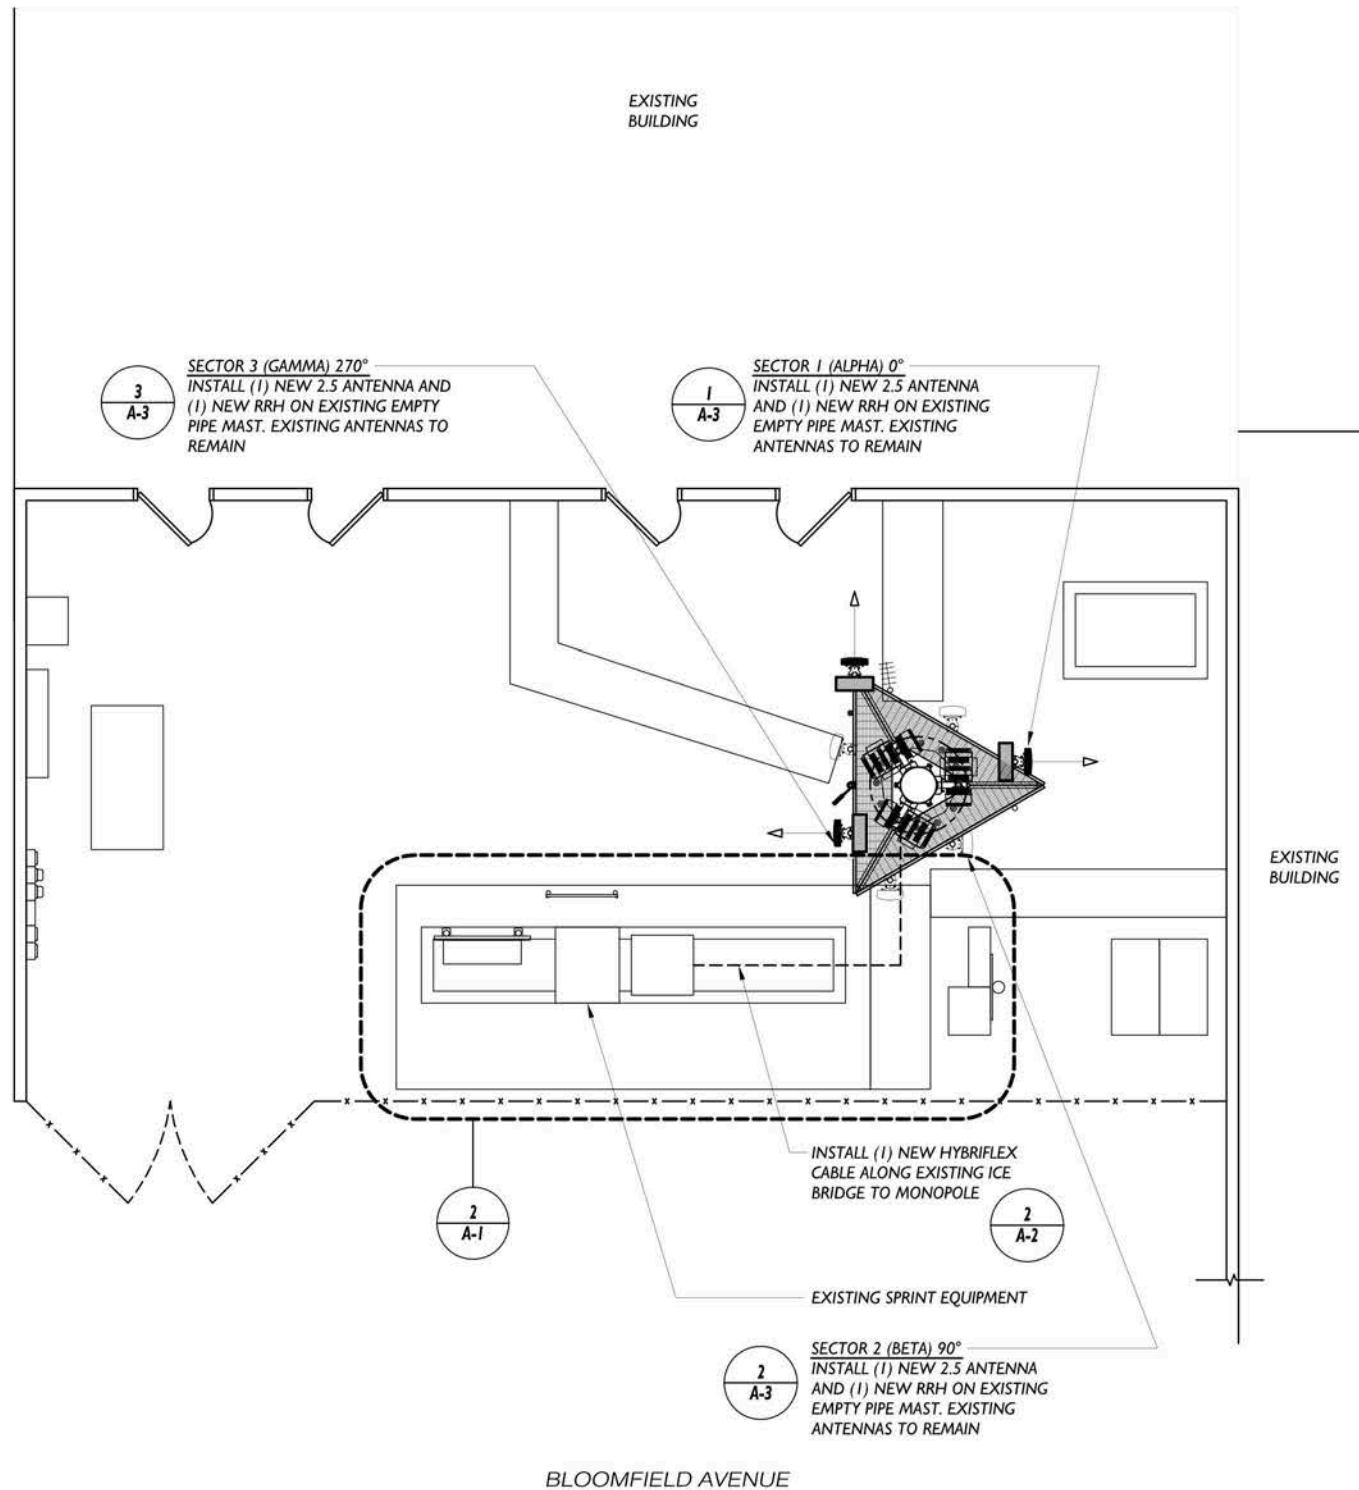 EXISTING
BUILDING
3
A-3
SECTOR 3 (GAMMA) 270°
INSTALL (1) NEW 2.5 ANTENNA AND
(1) NEW RRH ON EXISTING EMPTY
PIPE MAST. EXISTING ANTENNAS TO
REMAIN
1
A-3
SECTOR 1 (ALPHA) 0°
INSTALL (1) NEW 2.5 ANTENNA
AND (1) NEW RRH ON EXISTING
EMPTY PIPE MAST. EXISTING
ANTENNAS TO REMAIN
EXISTING
BUILDING
INSTALL (1) NEW HYBRIFLEX
CABLE ALONG EXISTING ICE
BRIDGE TO MONOPOLE
2
A-1
2
A-2
EXISTING SPRINT EQUIPMENT
2
A-3
SECTOR 2 (BETA) 90°
INSTALL (1) NEW 2.5 ANTENNA
AND (1) NEW RRH ON EXISTING
EMPTY PIPE MAST. EXISTING
ANTENNAS TO REMAIN
BLOOMFIELD AVENUE